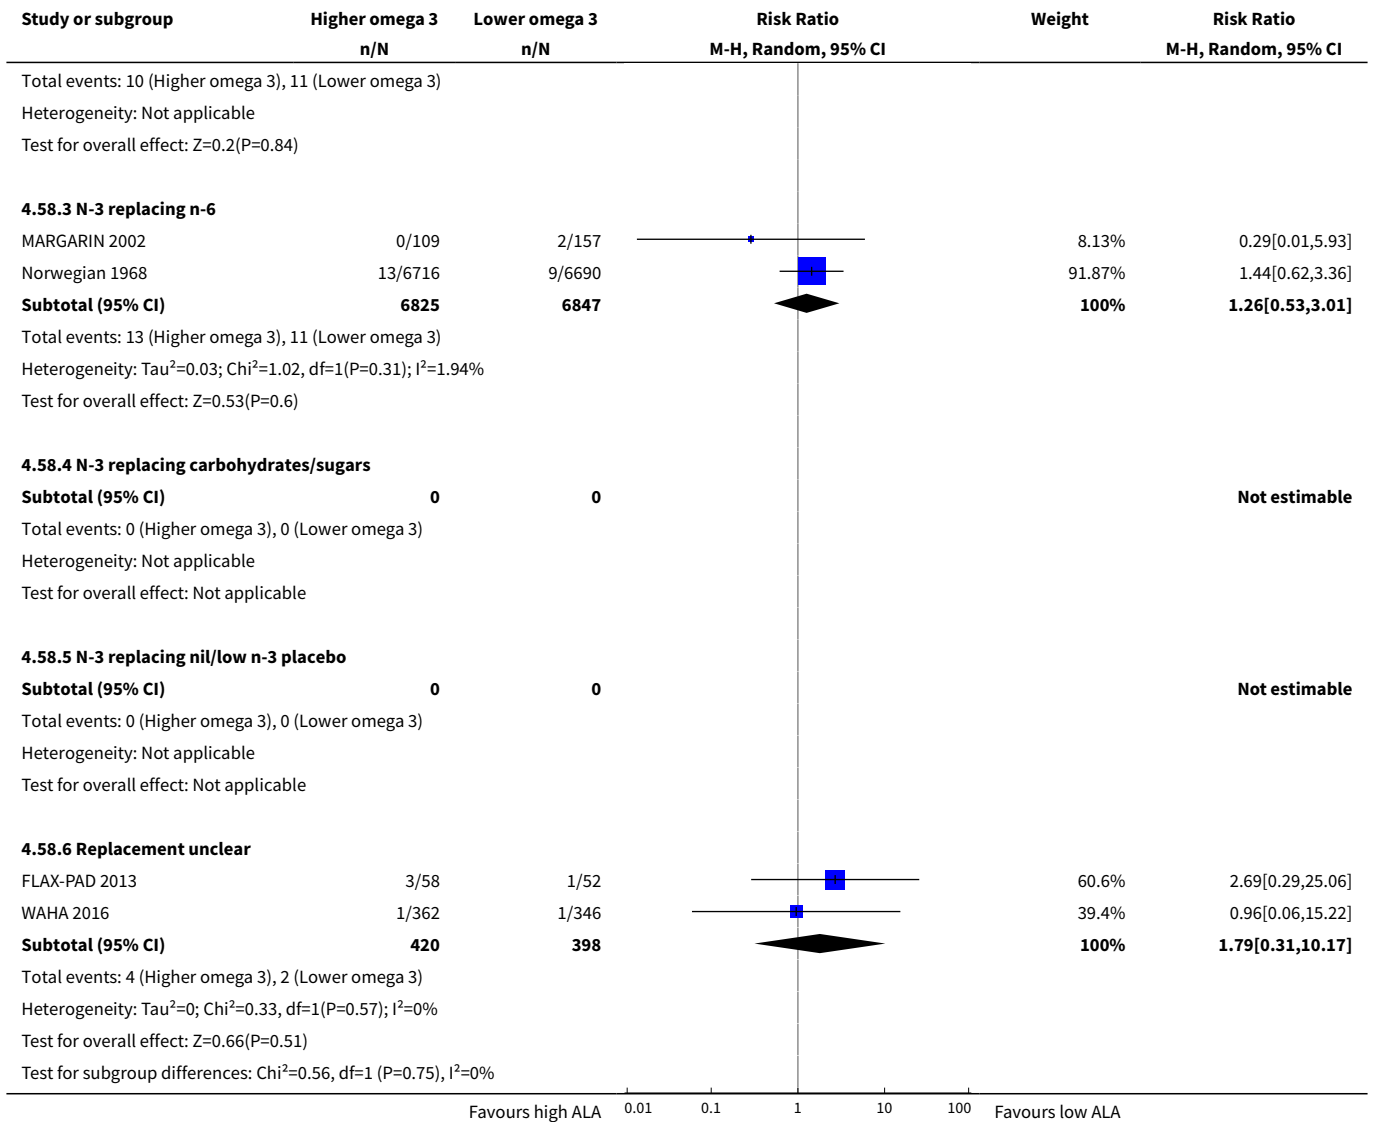 Study or subgroup Higher omega 3 Lower omega 3 Risk Ratio Weight Risk Ratio
n/N n/N M-H, Random, 95% CI M-H, Random, 95% CI
Total events: 10 (Higher omega 3), 11 (Lower omega 3)
Heterogeneity: Not applicable
Test for overall effect: Z=0.2(P=0.84)
4.58.3 N-3 replacing n-6
MARGARIN 2002 0/109 2/157 8.13% 0.29[0.01,5.93]
Norwegian 1968 13/6716 9/6690 91.87% 1.44[0.62,3.36]
Subtotal (95% CI) 6825 6847 100% 1.26[0.53,3.01]
Total events: 13 (Higher omega 3), 11 (Lower omega 3)
Heterogeneity: Tau²=0.03; Chi²=1.02, df=1(P=0.31); I²=1.94%
Test for overall effect: Z=0.53(P=0.6)
4.58.4 N-3 replacing carbohydrates/sugars
Subtotal (95% CI) 0 0 Not estimable
Total events: 0 (Higher omega 3), 0 (Lower omega 3)
Heterogeneity: Not applicable
Test for overall effect: Not applicable
4.58.5 N-3 replacing nil/low n-3 placebo
Subtotal (95% CI) 0 0 Not estimable
Total events: 0 (Higher omega 3), 0 (Lower omega 3)
Heterogeneity: Not applicable
Test for overall effect: Not applicable
4.58.6 Replacement unclear
FLAX-PAD 2013 3/58 1/52 60.6% 2.69[0.29,25.06]
WAHA 2016 1/362 1/346 39.4% 0.96[0.06,15.22]
Subtotal (95% CI) 420 398 100% 1.79[0.31,10.17]
Total events: 4 (Higher omega 3), 2 (Lower omega 3)
Heterogeneity: Tau²=0; Chi²=0.33, df=1(P=0.57); I²=0%
Test for overall effect: Z=0.66(P=0.51)
Test for subgroup differences: Chi²=0.56, df=1 (P=0.75), I²=0%
Favours high ALA 0.01 0.1 1 10 100 Favours low ALA